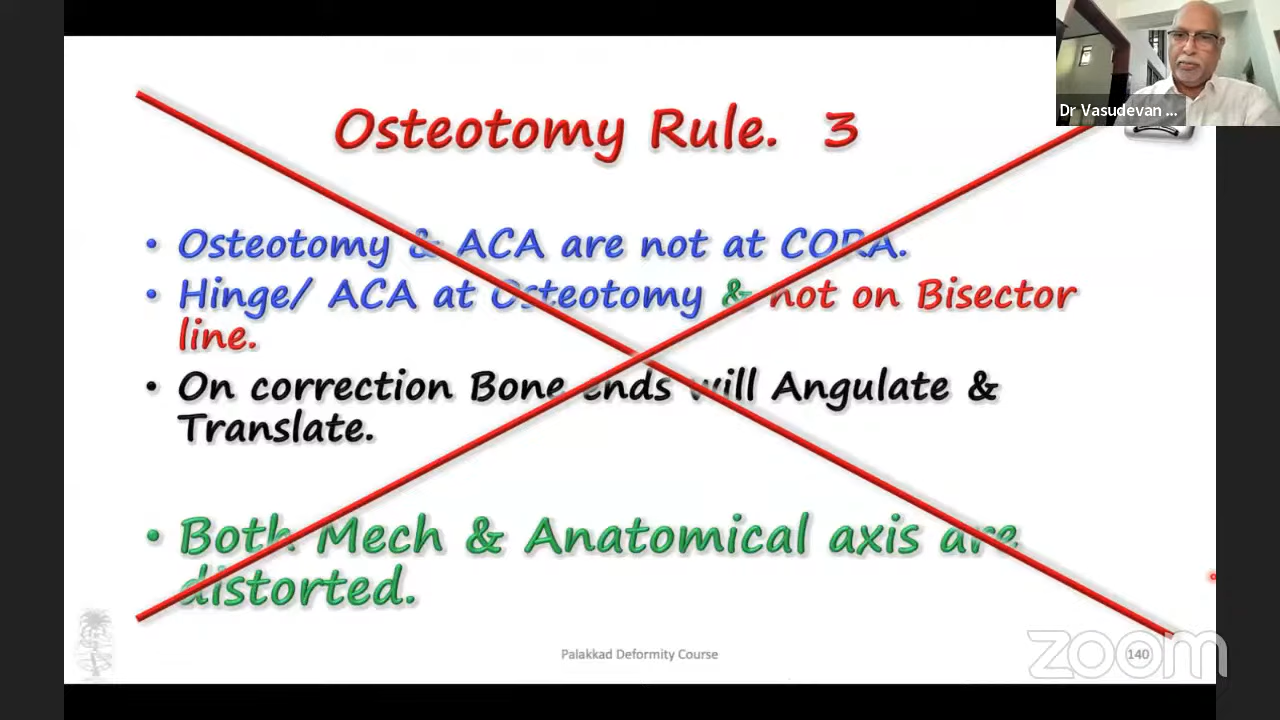 Dr Vasudevan ...
Osteotomy Rule. 3
• Osteotomy & ACA are not at CORA.
• Hinge/ ACA at Osteotomy & not on Bisector
line.
• On correction Bone ends will Angulate &
Translate.
• Both Mech & Anatomical axis are
distorted.
Palakkad Deformity Course
140
zoom